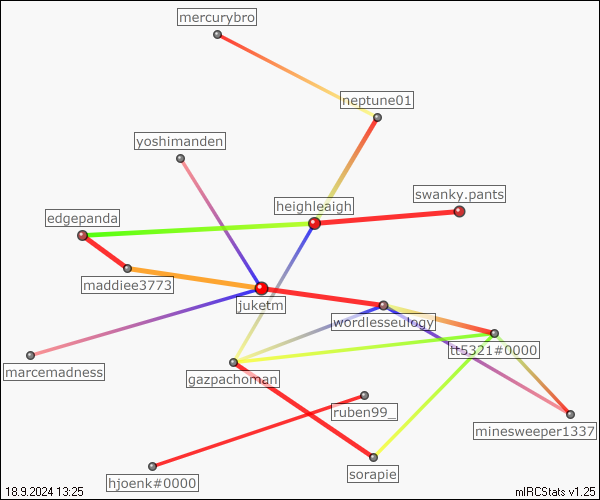 mercurybro
neptune01
yoshimanden
swanky.pants
heighleaigh
edgepanda
maddiee3773
juketm
wordlesseulogy
tt5321#0000
marcemadness
gazpachoman
ruben99_
minesweeper1337
sorapie
hjoenk#0000
18.9.2024 13:25
mIRCStats v1.25